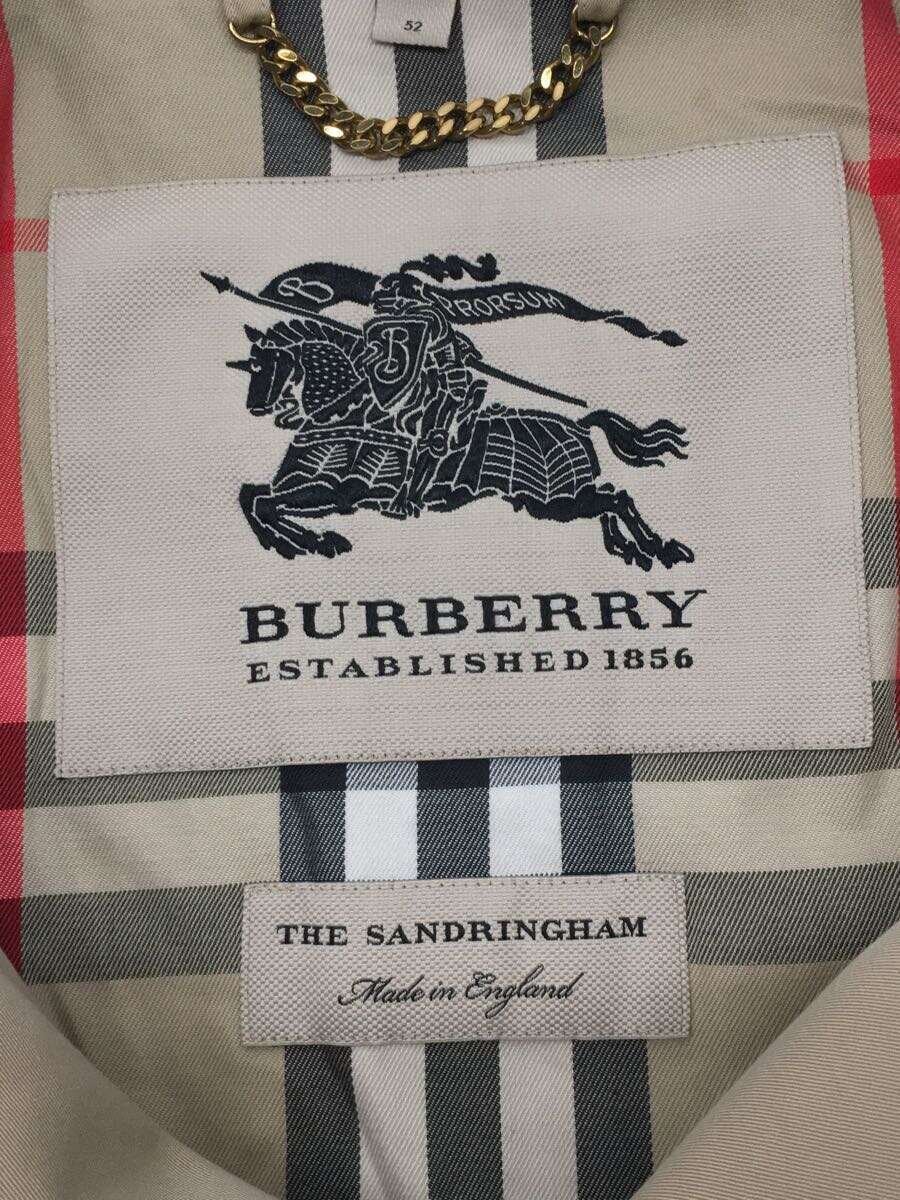 52
B PRORSUM
B
BURBERRY
ESTABLISHED 1856
THE SANDRINGHAM
Made in England